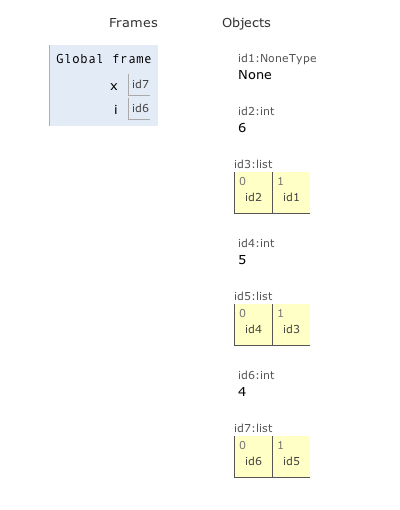 Frames Objects
Global frame
x id7
i id6
id1:NoneType
None
id2:int
6
id3:list
0 1
id2 id1
id4:int
5
id5:list
0 1
id4 id3
id6:int
4
id7:list
0 1
id6 id5